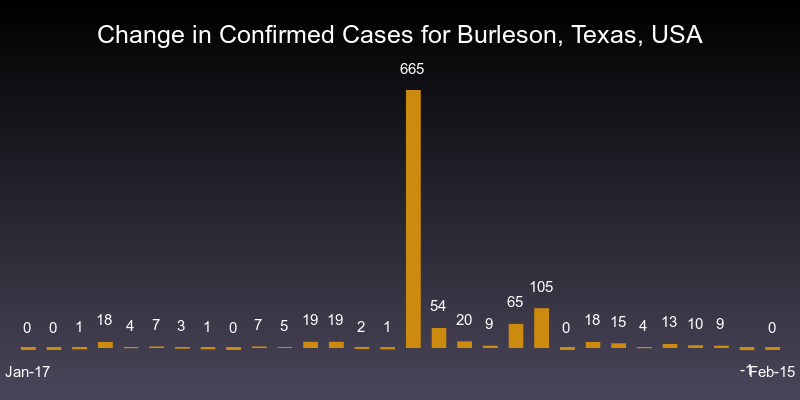 Change in Confirmed Cases for Burleson, Texas, USA
665
105
65
54
0 0 1 18 4 7 3 1 0 7 5 19 19 2 1 20 9 0 18 15 4 13 10 9 0
Jan-17 -1 Feb-15